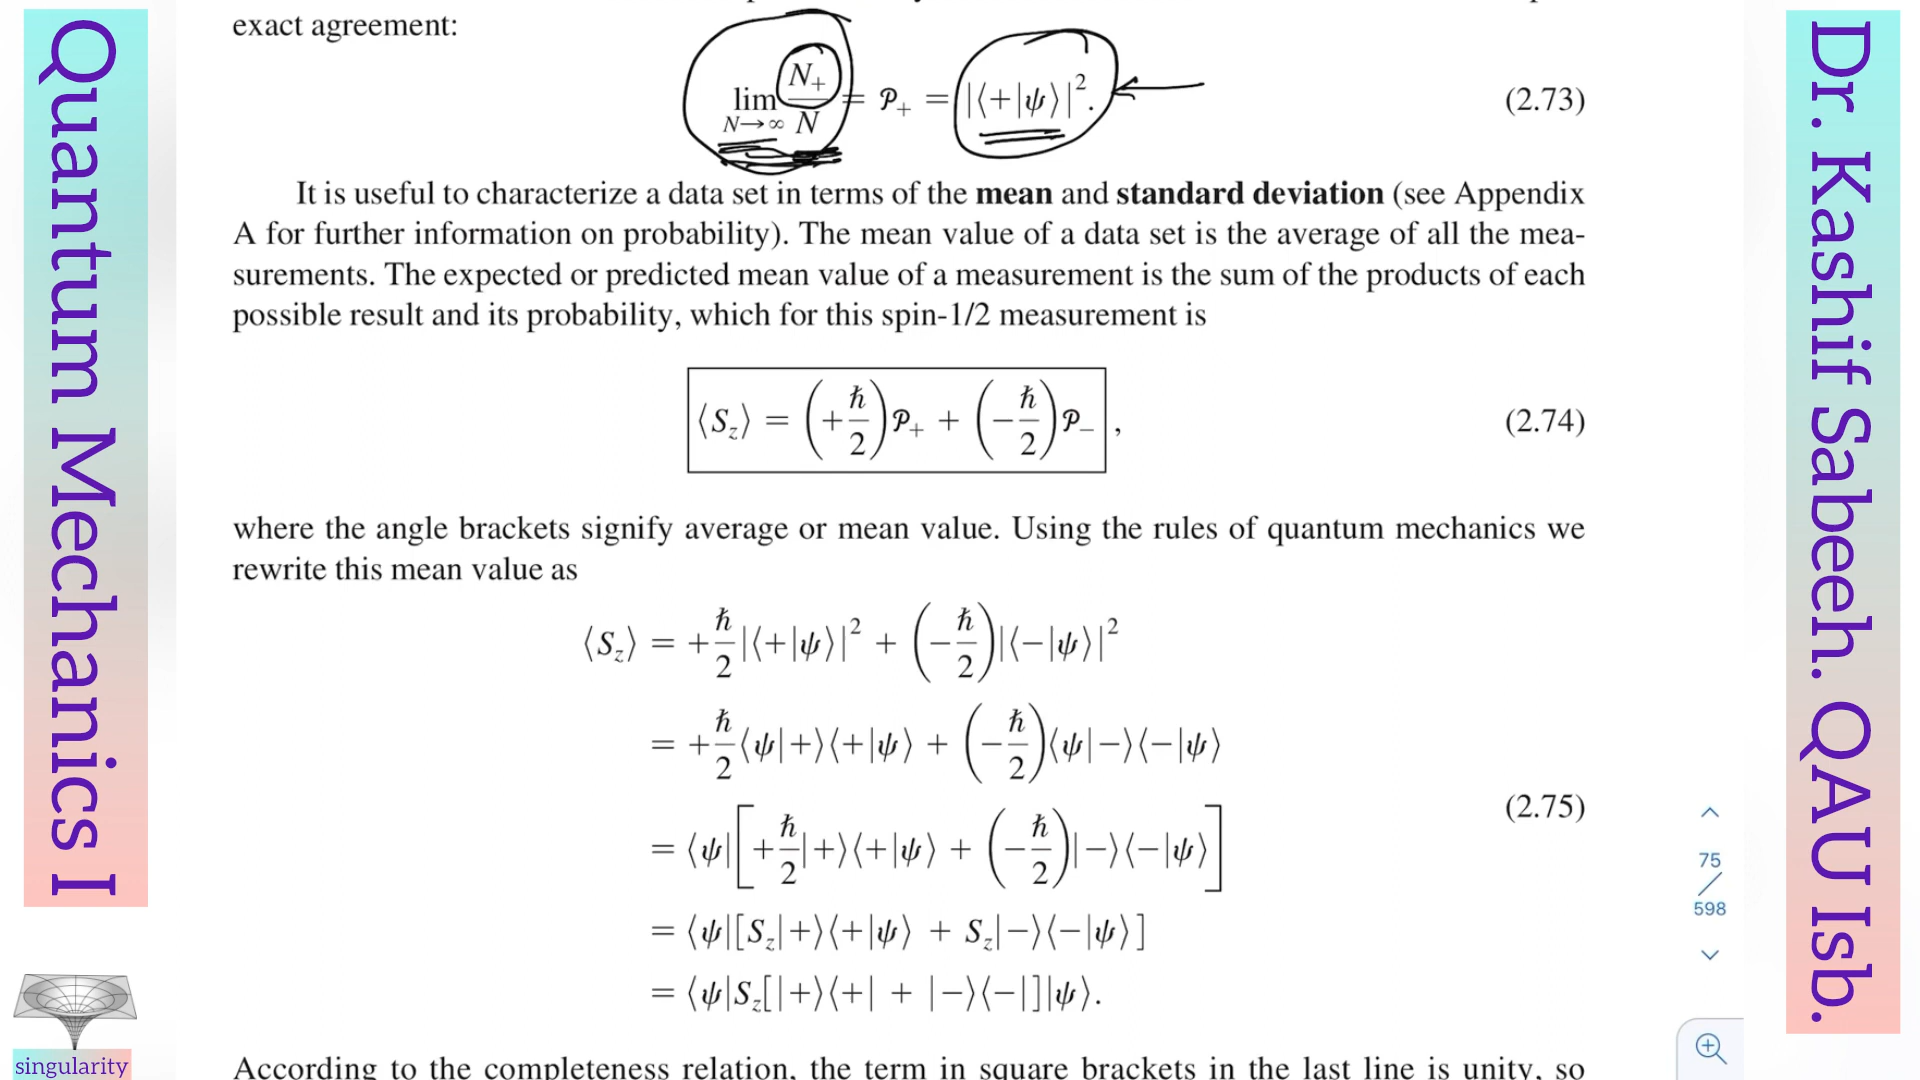 Quantum Mechanics I
exact agreement:
lim N→∞ N₊/N = 𝒫₊ = |⟨+|ψ⟩|². (2.73)
It is useful to characterize a data set in terms of the mean and standard deviation (see Appendix
A for further information on probability). The mean value of a data set is the average of all the mea-
surements. The expected or predicted mean value of a measurement is the sum of the products of each
possible result and its probability, which for this spin-1/2 measurement is
⟨S_z⟩ = (+ℏ/2)𝒫₊ + (−ℏ/2)𝒫₋ , (2.74)
where the angle brackets signify average or mean value. Using the rules of quantum mechanics we
rewrite this mean value as
⟨S_z⟩ = +ℏ/2|⟨+|ψ⟩|² + (−ℏ/2)|⟨−|ψ⟩|²
= +ℏ/2⟨ψ|+⟩⟨+|ψ⟩ + (−ℏ/2)⟨ψ|−⟩⟨−|ψ⟩
(2.75)
= ⟨ψ|[+ℏ/2|+⟩⟨+|ψ⟩ + (−ℏ/2)|−⟩⟨−|ψ⟩]
= ⟨ψ|[S_z|+⟩⟨+|ψ⟩ + S_z|−⟩⟨−|ψ⟩]
= ⟨ψ|S_z[|+⟩⟨+| + |−⟩⟨−|]|ψ⟩.
According to the completeness relation, the term in square brackets in the last line is unity, so
75
/
598
Dr. Kashif Sabeeh. QAU Isb.
singularity